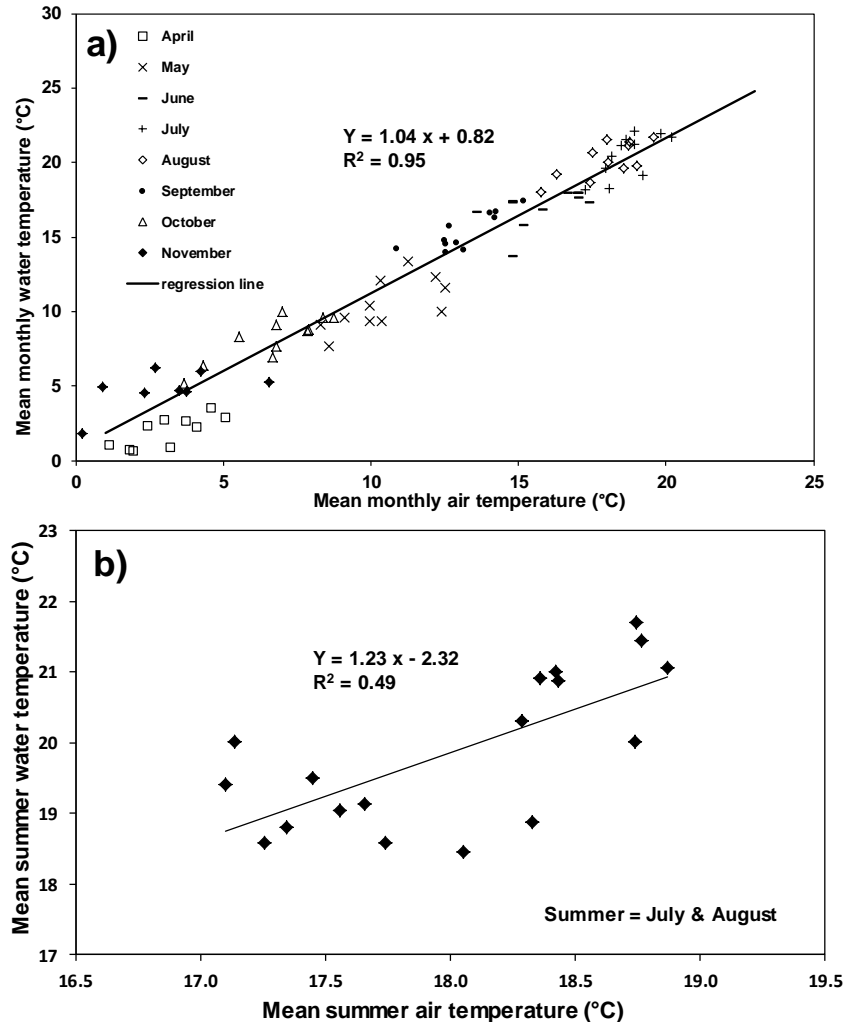 a)
April
May
June
July
August
September
October
November
regression line
Y = 1.04 x + 0.82
R² = 0.95
30
25
20
15
10
5
0
0 5 10 15 20 25
Mean monthly water temperature (°C)
Mean monthly air temperature (°C)
b)
Y = 1.23 x - 2.32
R² = 0.49
Summer = July & August
23
22
21
20
19
18
17
16.5 17.0 17.5 18.0 18.5 19.0 19.5
Mean summer water temperature (°C)
Mean summer air temperature (°C)